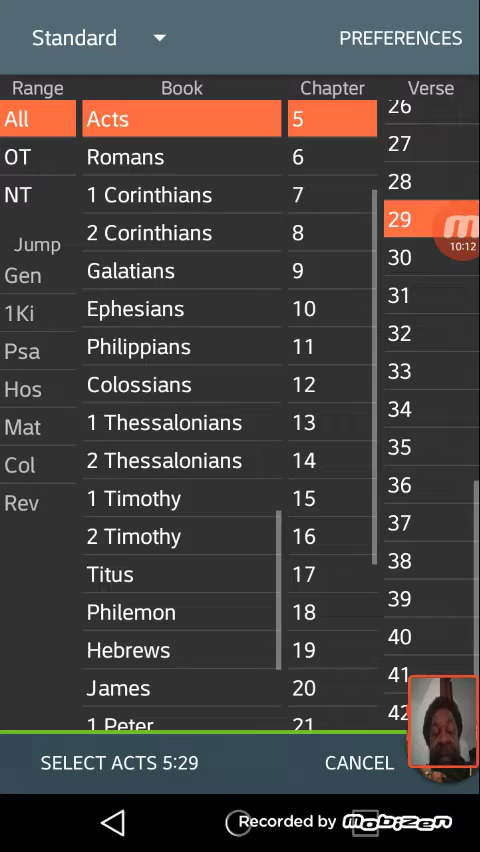 Standard PREFERENCES
Range Book Chapter Verse
All
OT
NT
Jump
Gen
1Ki
Psa
Hos
Mat
Col
Rev
Acts
Romans
1 Corinthians
2 Corinthians
Galatians
Ephesians
Philippians
Colossians
1 Thessalonians
2 Thessalonians
1 Timothy
2 Timothy
Titus
Philemon
Hebrews
James
1 Peter
5
6
7
8
9
10
11
12
13
14
15
16
17
18
19
20
21
26
27
28
29
30
31
32
33
34
35
36
37
38
39
40
41
42
m
10:12
SELECT ACTS 5:29 CANCEL
Recorded by mobizen